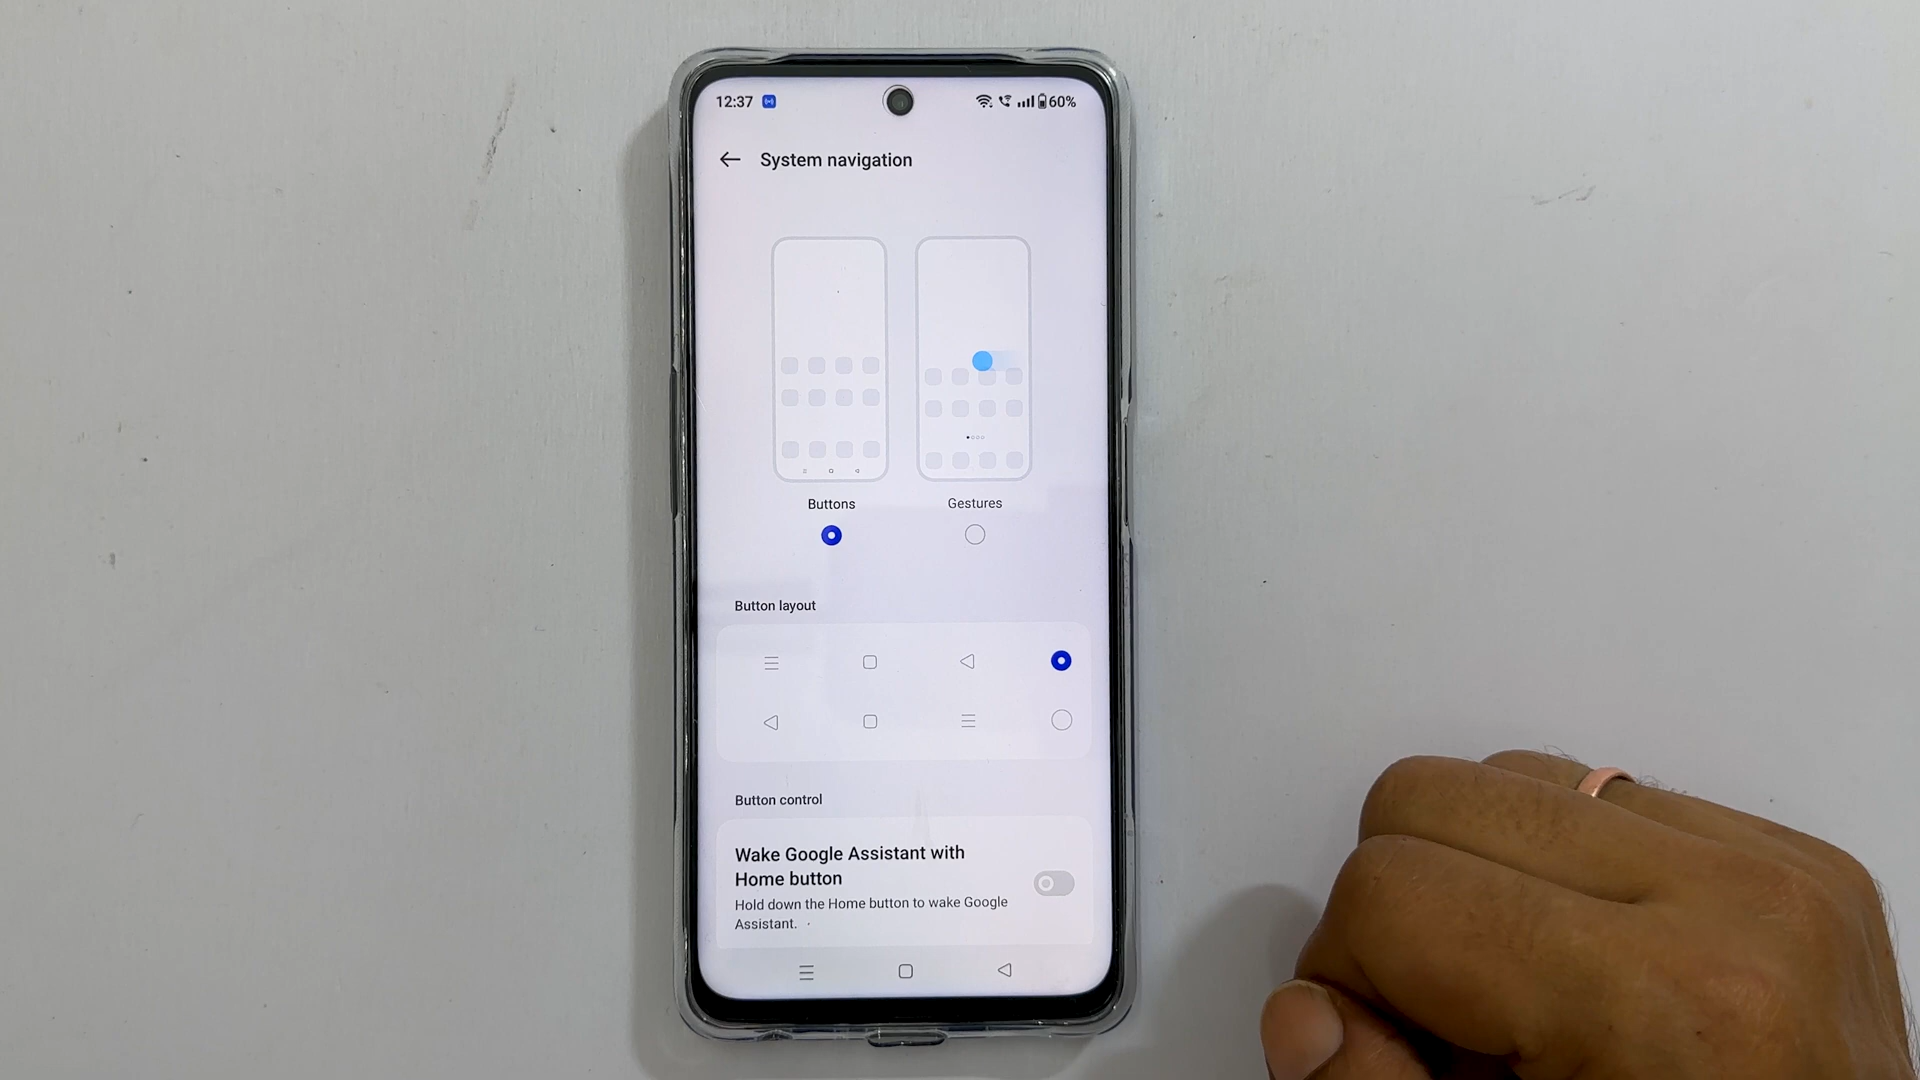 12:37
60%
System navigation
Buttons
Gestures
Button layout
Button control
Wake Google Assistant with
Home button
Hold down the Home button to wake Google
Assistant.